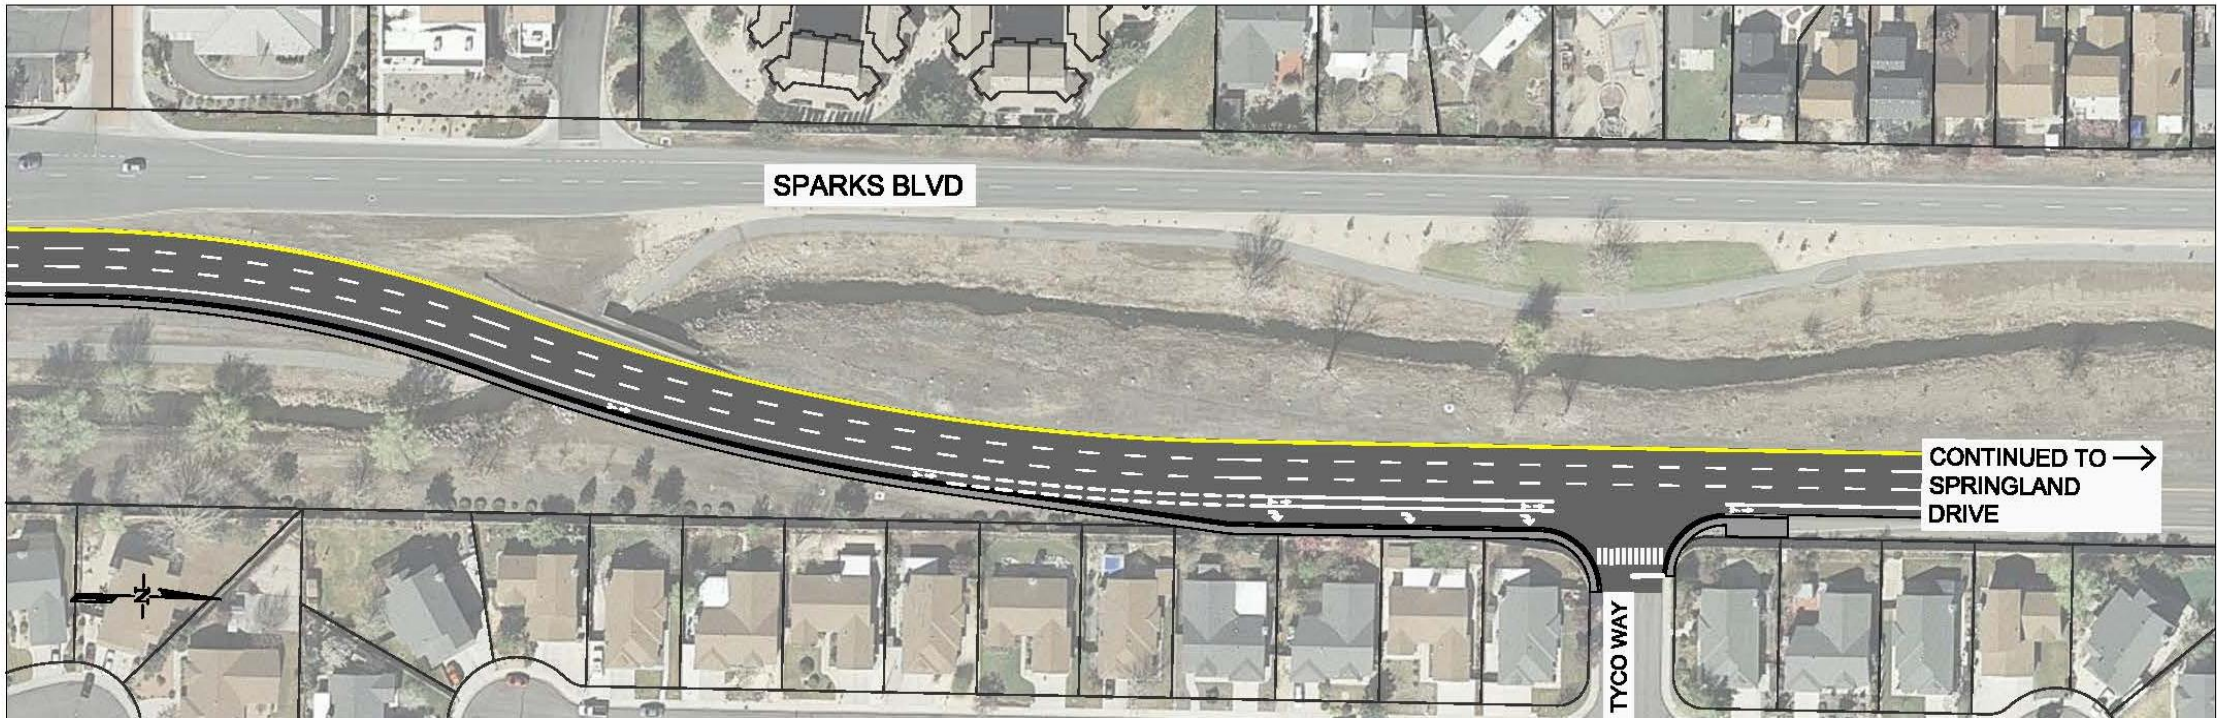 SPARKS BLVD
CONTINUED TO →
SPRINGLAND
DRIVE
TYCO WAY
N